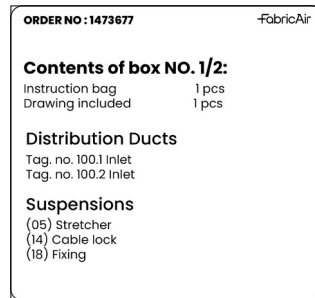 ORDER NO : 1473677
FabricAir
Contents of box NO. 1/2:
Instruction bag 1 pcs
Drawing included 1 pcs
Distribution Ducts
Tag. no. 100.1 Inlet
Tag. no. 100.2 Inlet
Suspensions
(05) Stretcher
(14) Cable lock
(18) Fixing